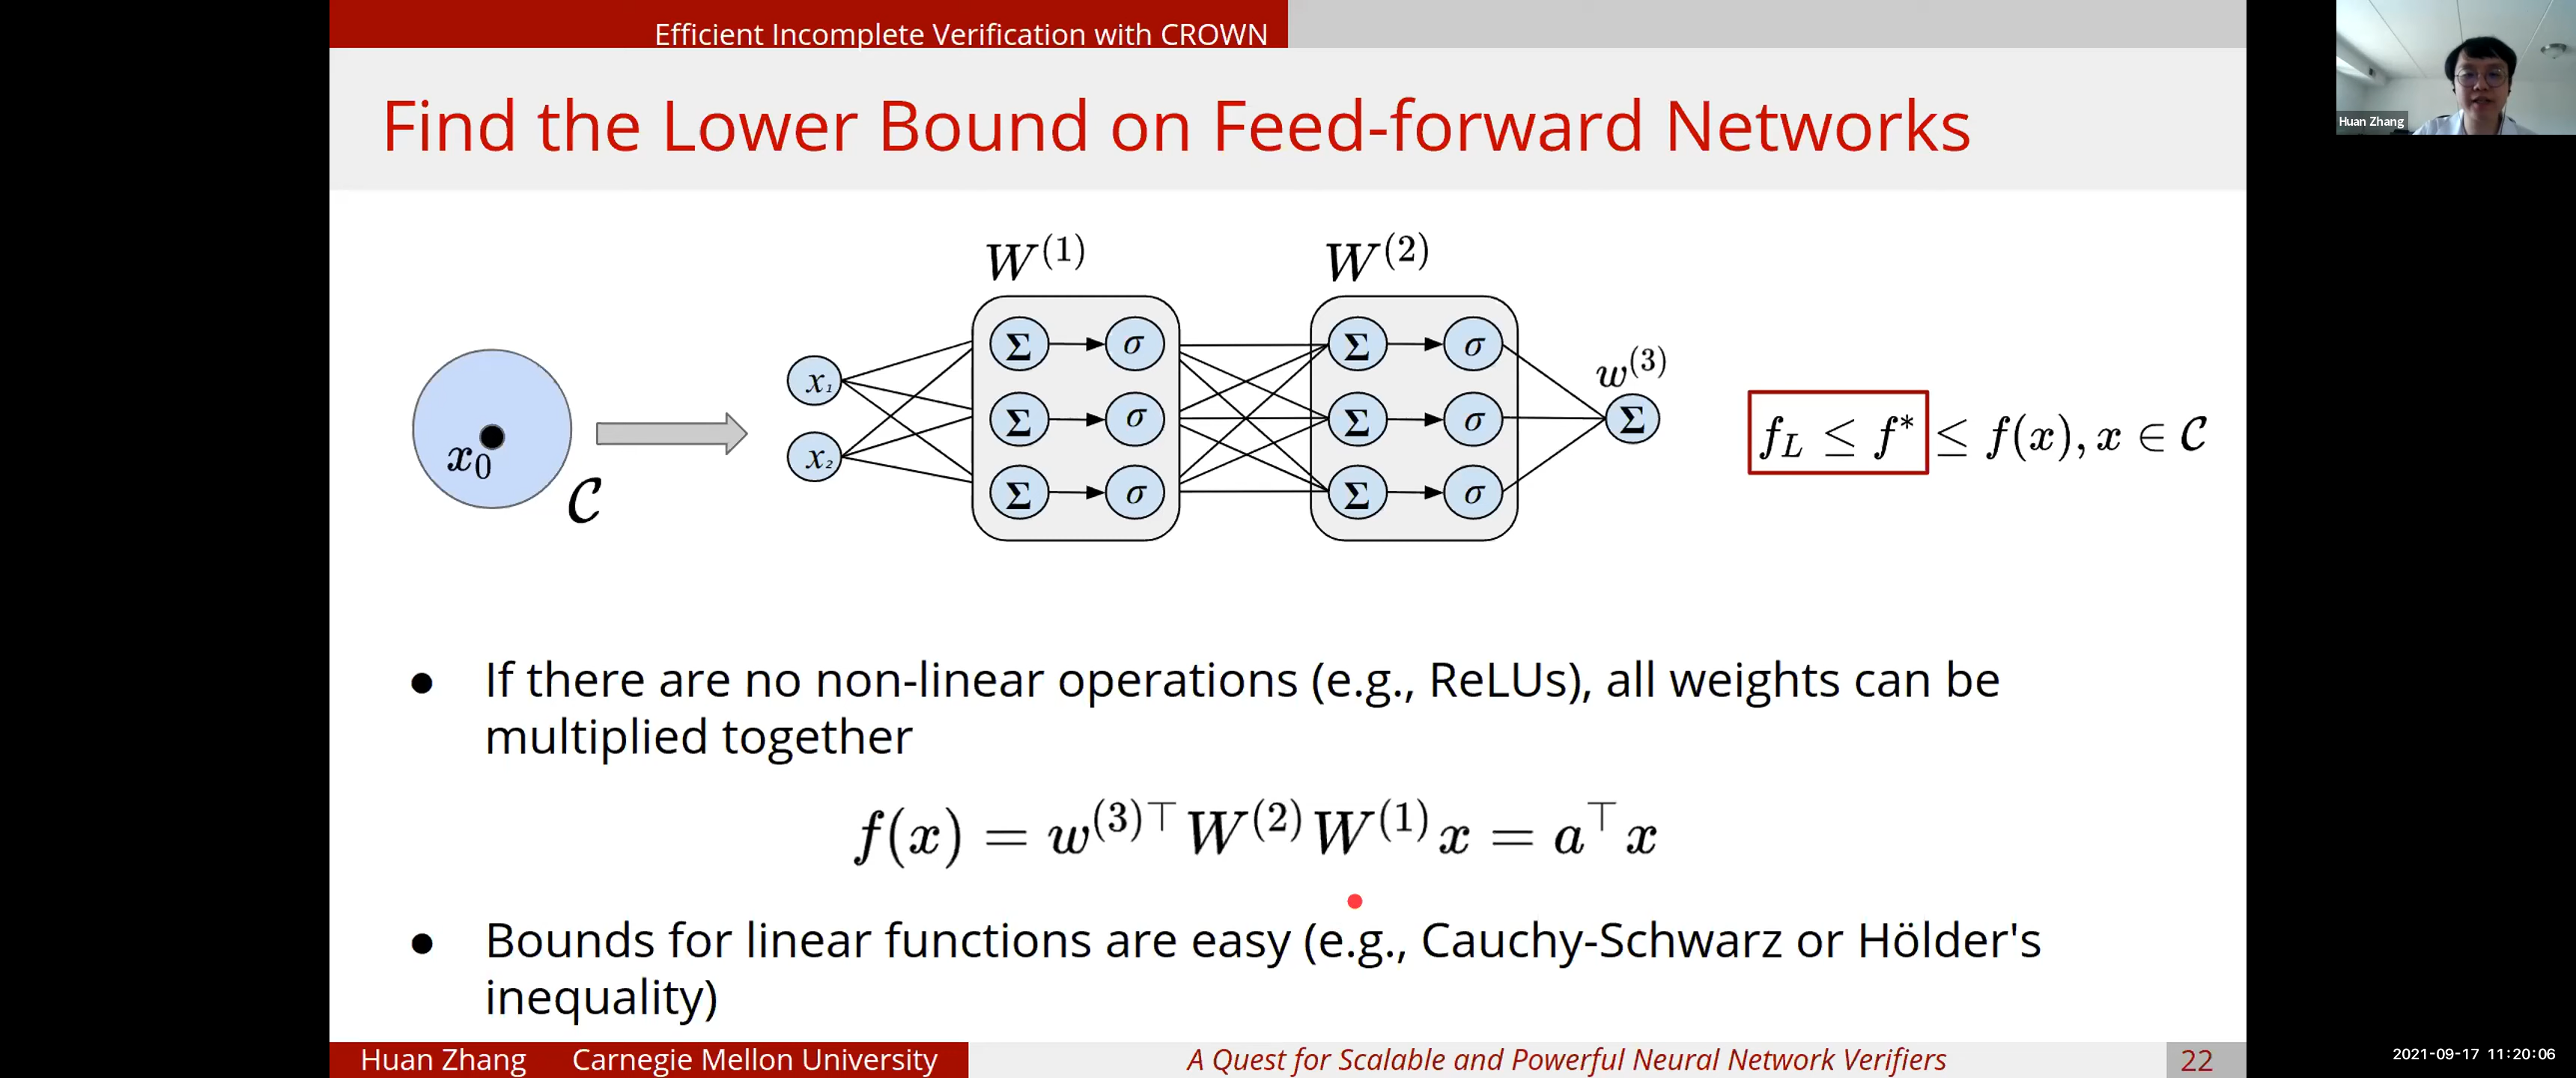 Efficient Incomplete Verification with CROWN
Find the Lower Bound on Feed-forward Networks
Huan Zhang
W^{(1)} W^{(2)}
Σ σ Σ σ
x_1 w^{(3)}
x_0 C Σ σ Σ σ Σ f_L ≤ f^* ≤ f(x), x ∈ C
x_2
Σ σ Σ σ
● If there are no non-linear operations (e.g., ReLUs), all weights can be
multiplied together
f(x) = w^{(3)⊤} W^{(2)} W^{(1)} x = a^⊤ x
● Bounds for linear functions are easy (e.g., Cauchy-Schwarz or Hölder's
inequality)
Huan Zhang Carnegie Mellon University A Quest for Scalable and Powerful Neural Network Verifiers 22
2021-09-17 11:20:06